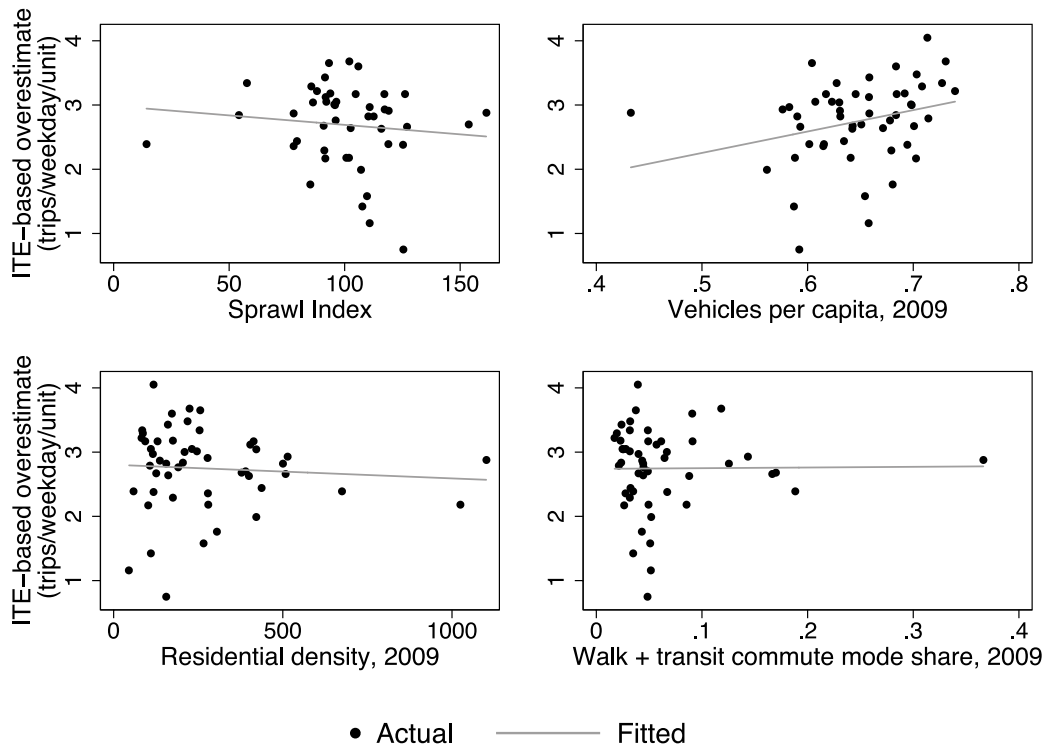 ITE−based overestimate
(trips/weekday/unit)
4
3
2
1
0 50 100 150
Sprawl Index
4
3
2
1
.4 .5 .6 .7 .8
Vehicles per capita, 2009
ITE−based overestimate
(trips/weekday/unit)
4
3
2
1
0 500 1000
Residential density, 2009
4
3
2
1
0 .1 .2 .3 .4
Walk + transit commute mode share, 2009
Actual Fitted